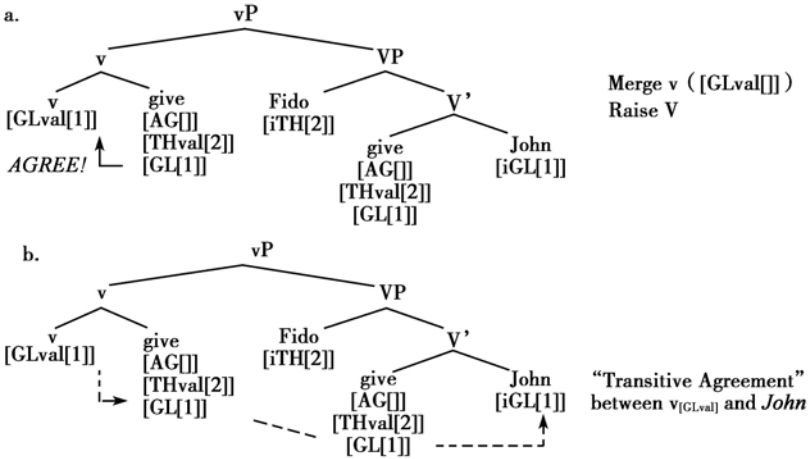 a.
vP
v VP
v give Fido V’
[GLval[1]] [AG[]] [iTH[2]]
[THval[2]] give John
AGREE! [GL[1]] [AG[]] [iGL[1]]
[THval[2]]
[GL[1]]
Merge v ( [GLval[]] )
Raise V
b.
vP
v VP
v give Fido V’
[GLval[1]] [AG[]] [iTH[2]]
[THval[2]] give John
[GL[1]] [AG[]] [iGL[1]]
[THval[2]]
[GL[1]]
“Transitive Agreement”
between v[GLval] and John